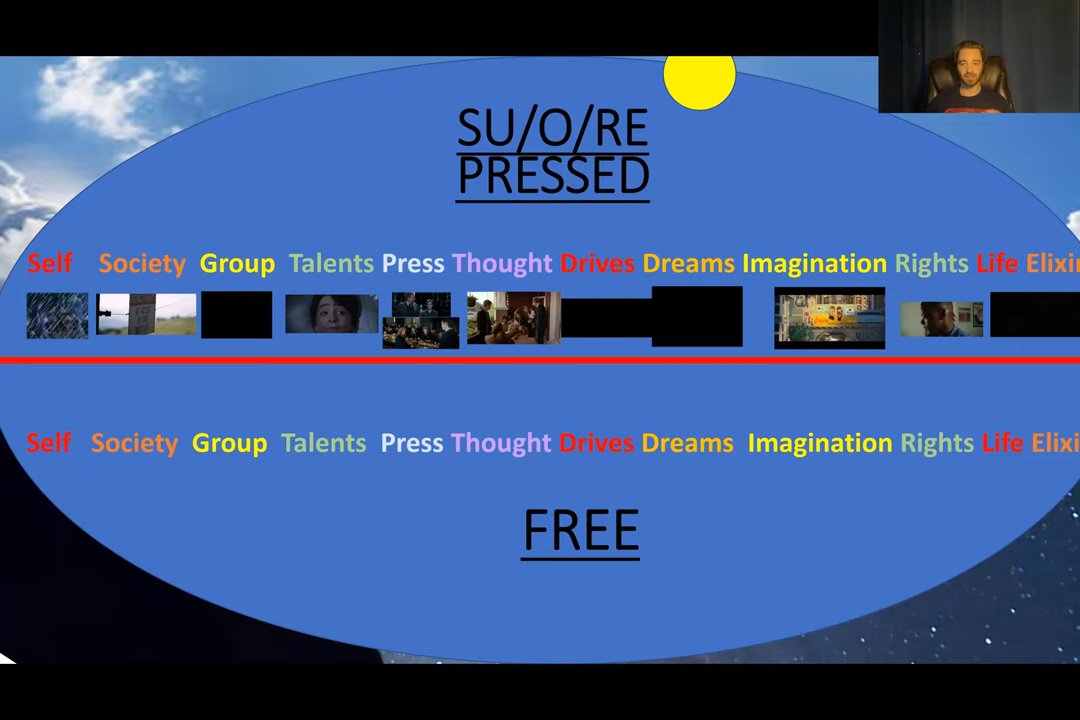 SU/O/RE
PRESSED
Self Society Group Talents Press Thought Drives Dreams Imagination Rights Life
Self Society Group Talents Press Thought Drives Dreams Imagination Rights Life
FREE